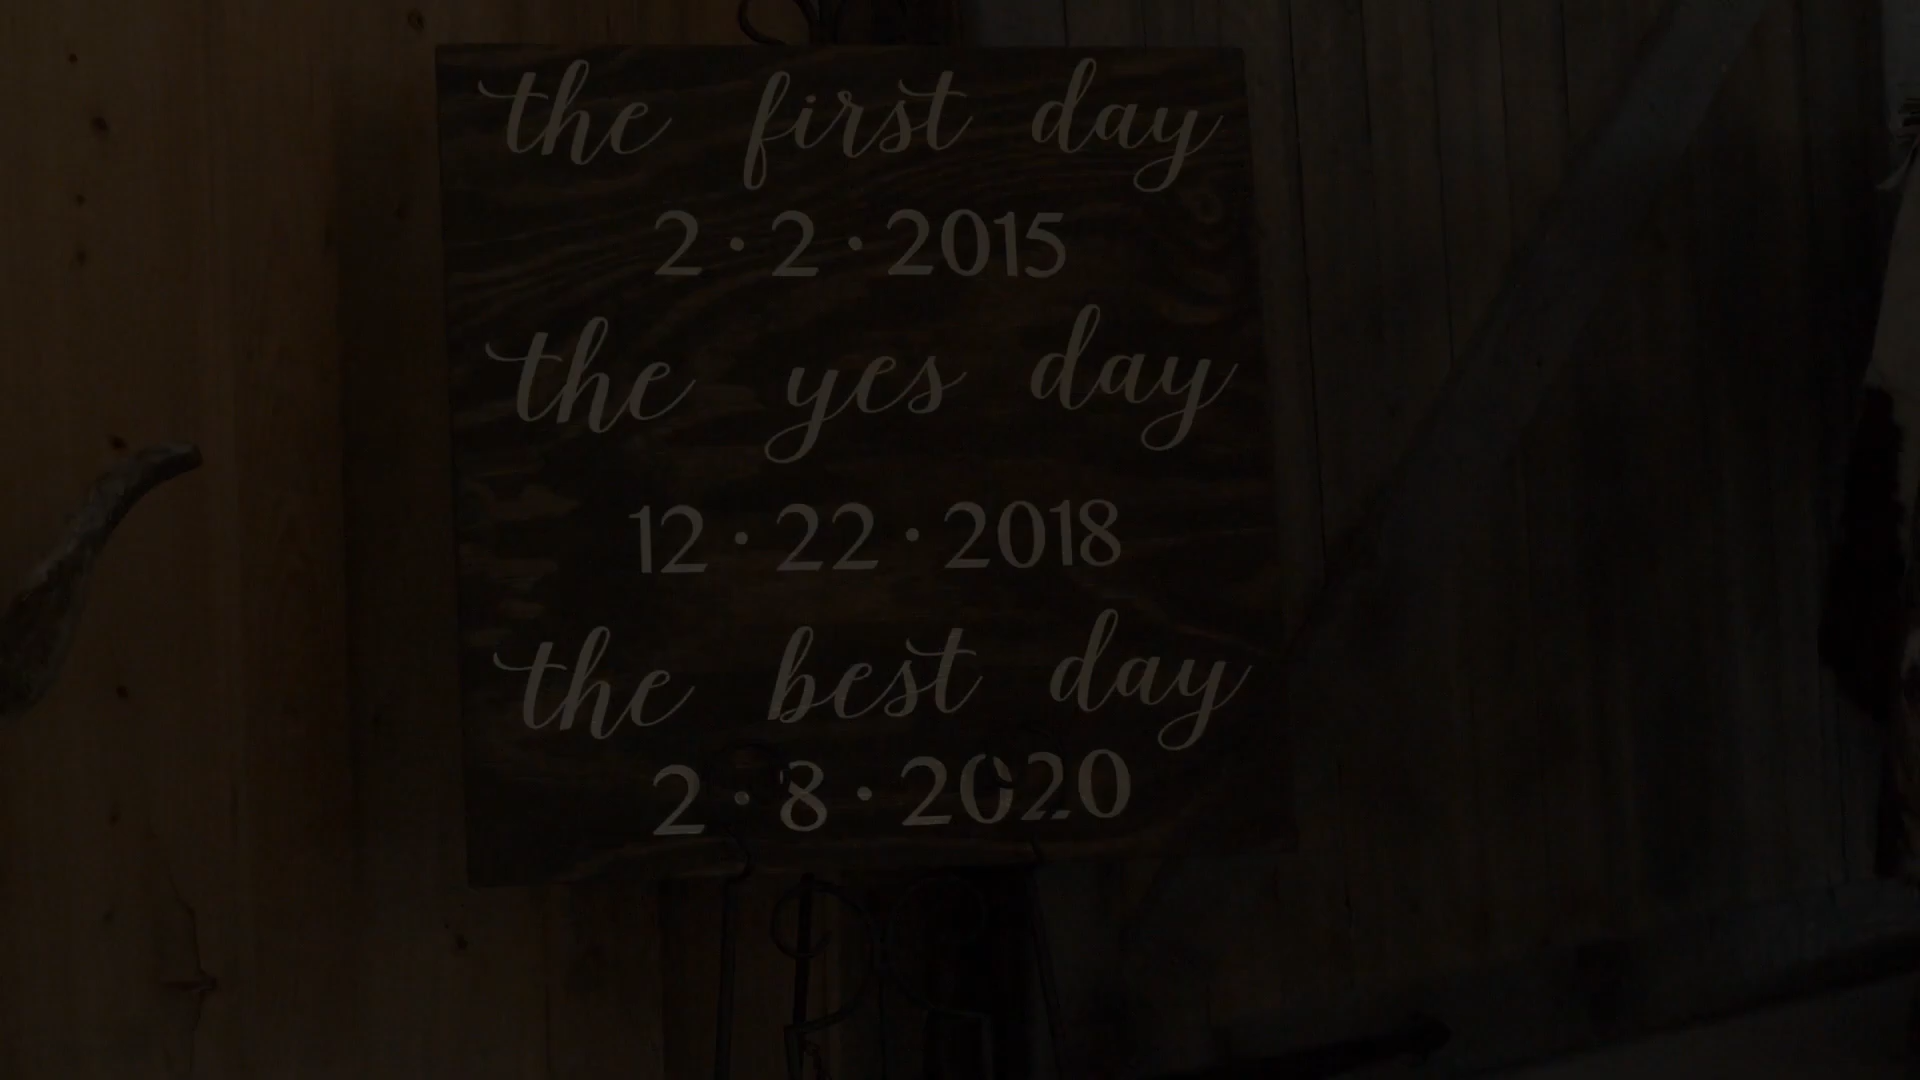 the first day
2·2·2015
the yes day
12·22·2018
the best day
2·8·2020